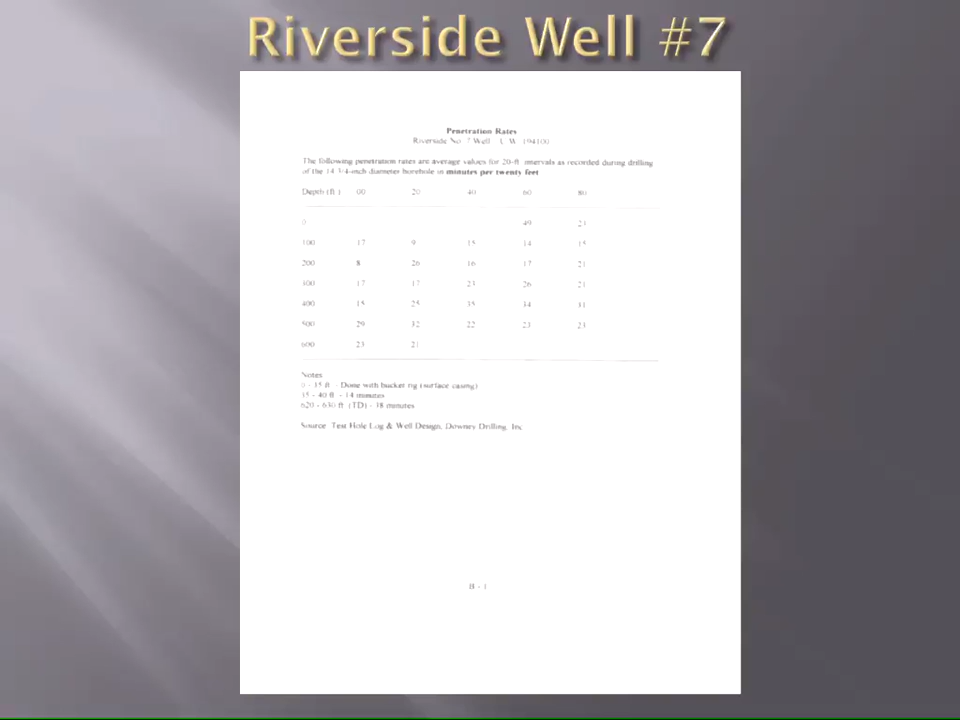 Riverside Well #7
Penetration Rates
Riverside No. 7 Well U.W. 194100
The following penetration rates are average values for 20-ft intervals as recorded during drilling
of the 14 3/4-inch diameter borehole in minutes per twenty feet
Depth (ft.) 00 20 40 60 80
0 49 23
100 17 9 15 14 15
200 8 26 16 17 21
300 17 17 23 26 21
400 15 25 35 34 31
500 29 32 22 23 23
600 23 21
Notes
0 - 35 ft - Done with bucket rig (surface casing)
35 - 40 ft - 14 minutes
620 - 630 ft (TD) - 38 minutes
Source Test Hole Log & Well Design, Downey Drilling, Inc
B - 1